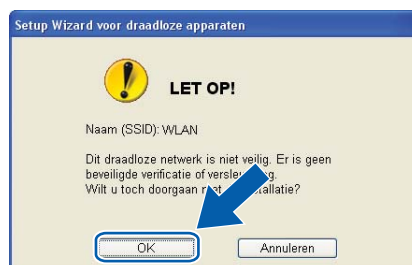 Setup Wizard voor draadloze apparaten
LET OP!
Naam (SSID): WLAN
Dit draadloze netwerk is niet veilig. Er is geen
beveiligde verificatie of
Wilt u toch doorgaan
OK
Annuleren